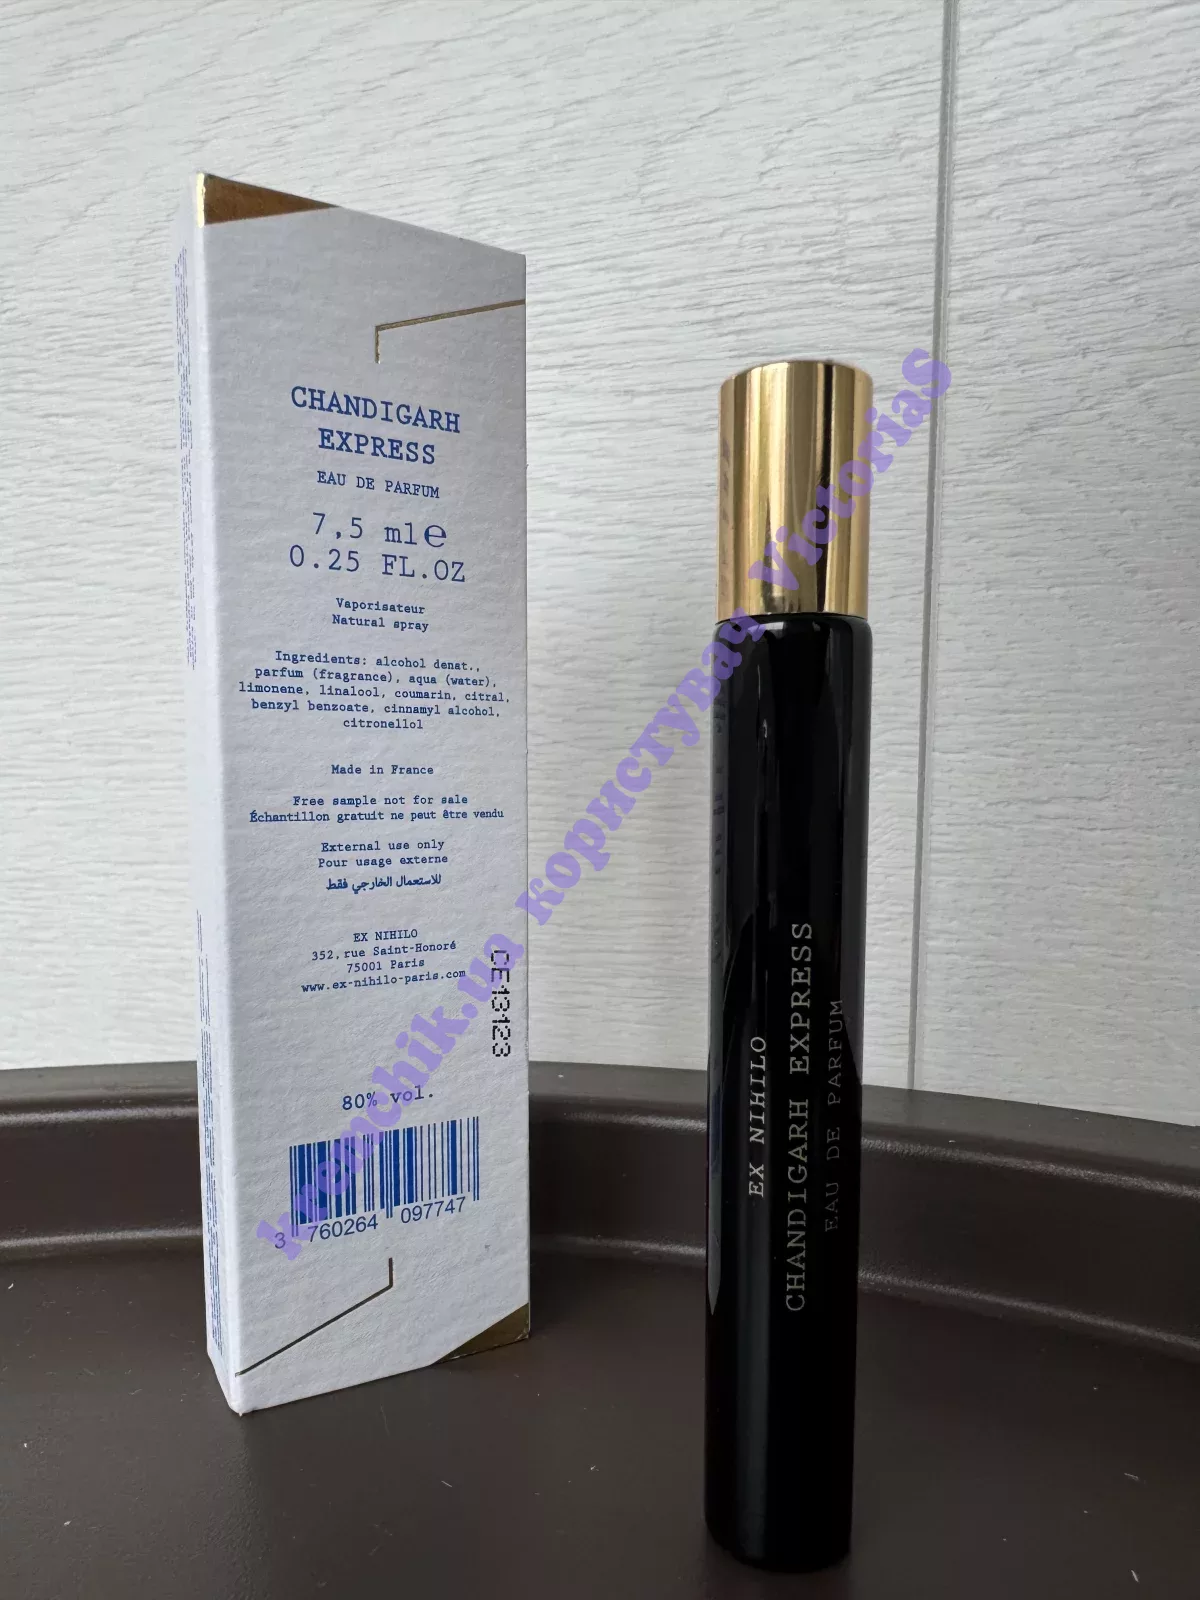 CHANDIGARH
EXPRESS
EAU DE PARFUM
7,5 ml℮
0.25 FL.OZ
Vaporisateur
Natural spray
Ingredients: alcohol denat.,
parfum (fragrance), aqua (water),
limonene, linalool, coumarin, citral,
benzyl benzoate, cinnamyl alcohol,
citronellol
Made in France
Free sample not for sale
Échantillon gratuit ne peut être vendu
External use only
Pour usage externe
للاستعمال الخارجي فقط
EX NIHILO
352, rue Saint-Honoré
75001 Paris
www.ex-nihilo-paris.com
CE13123
80% vol.
3 760264 097747
EX NIHILO
CHANDIGARH EXPRESS
EAU DE PARFUM
kremchik.ua користувач VictoriaS